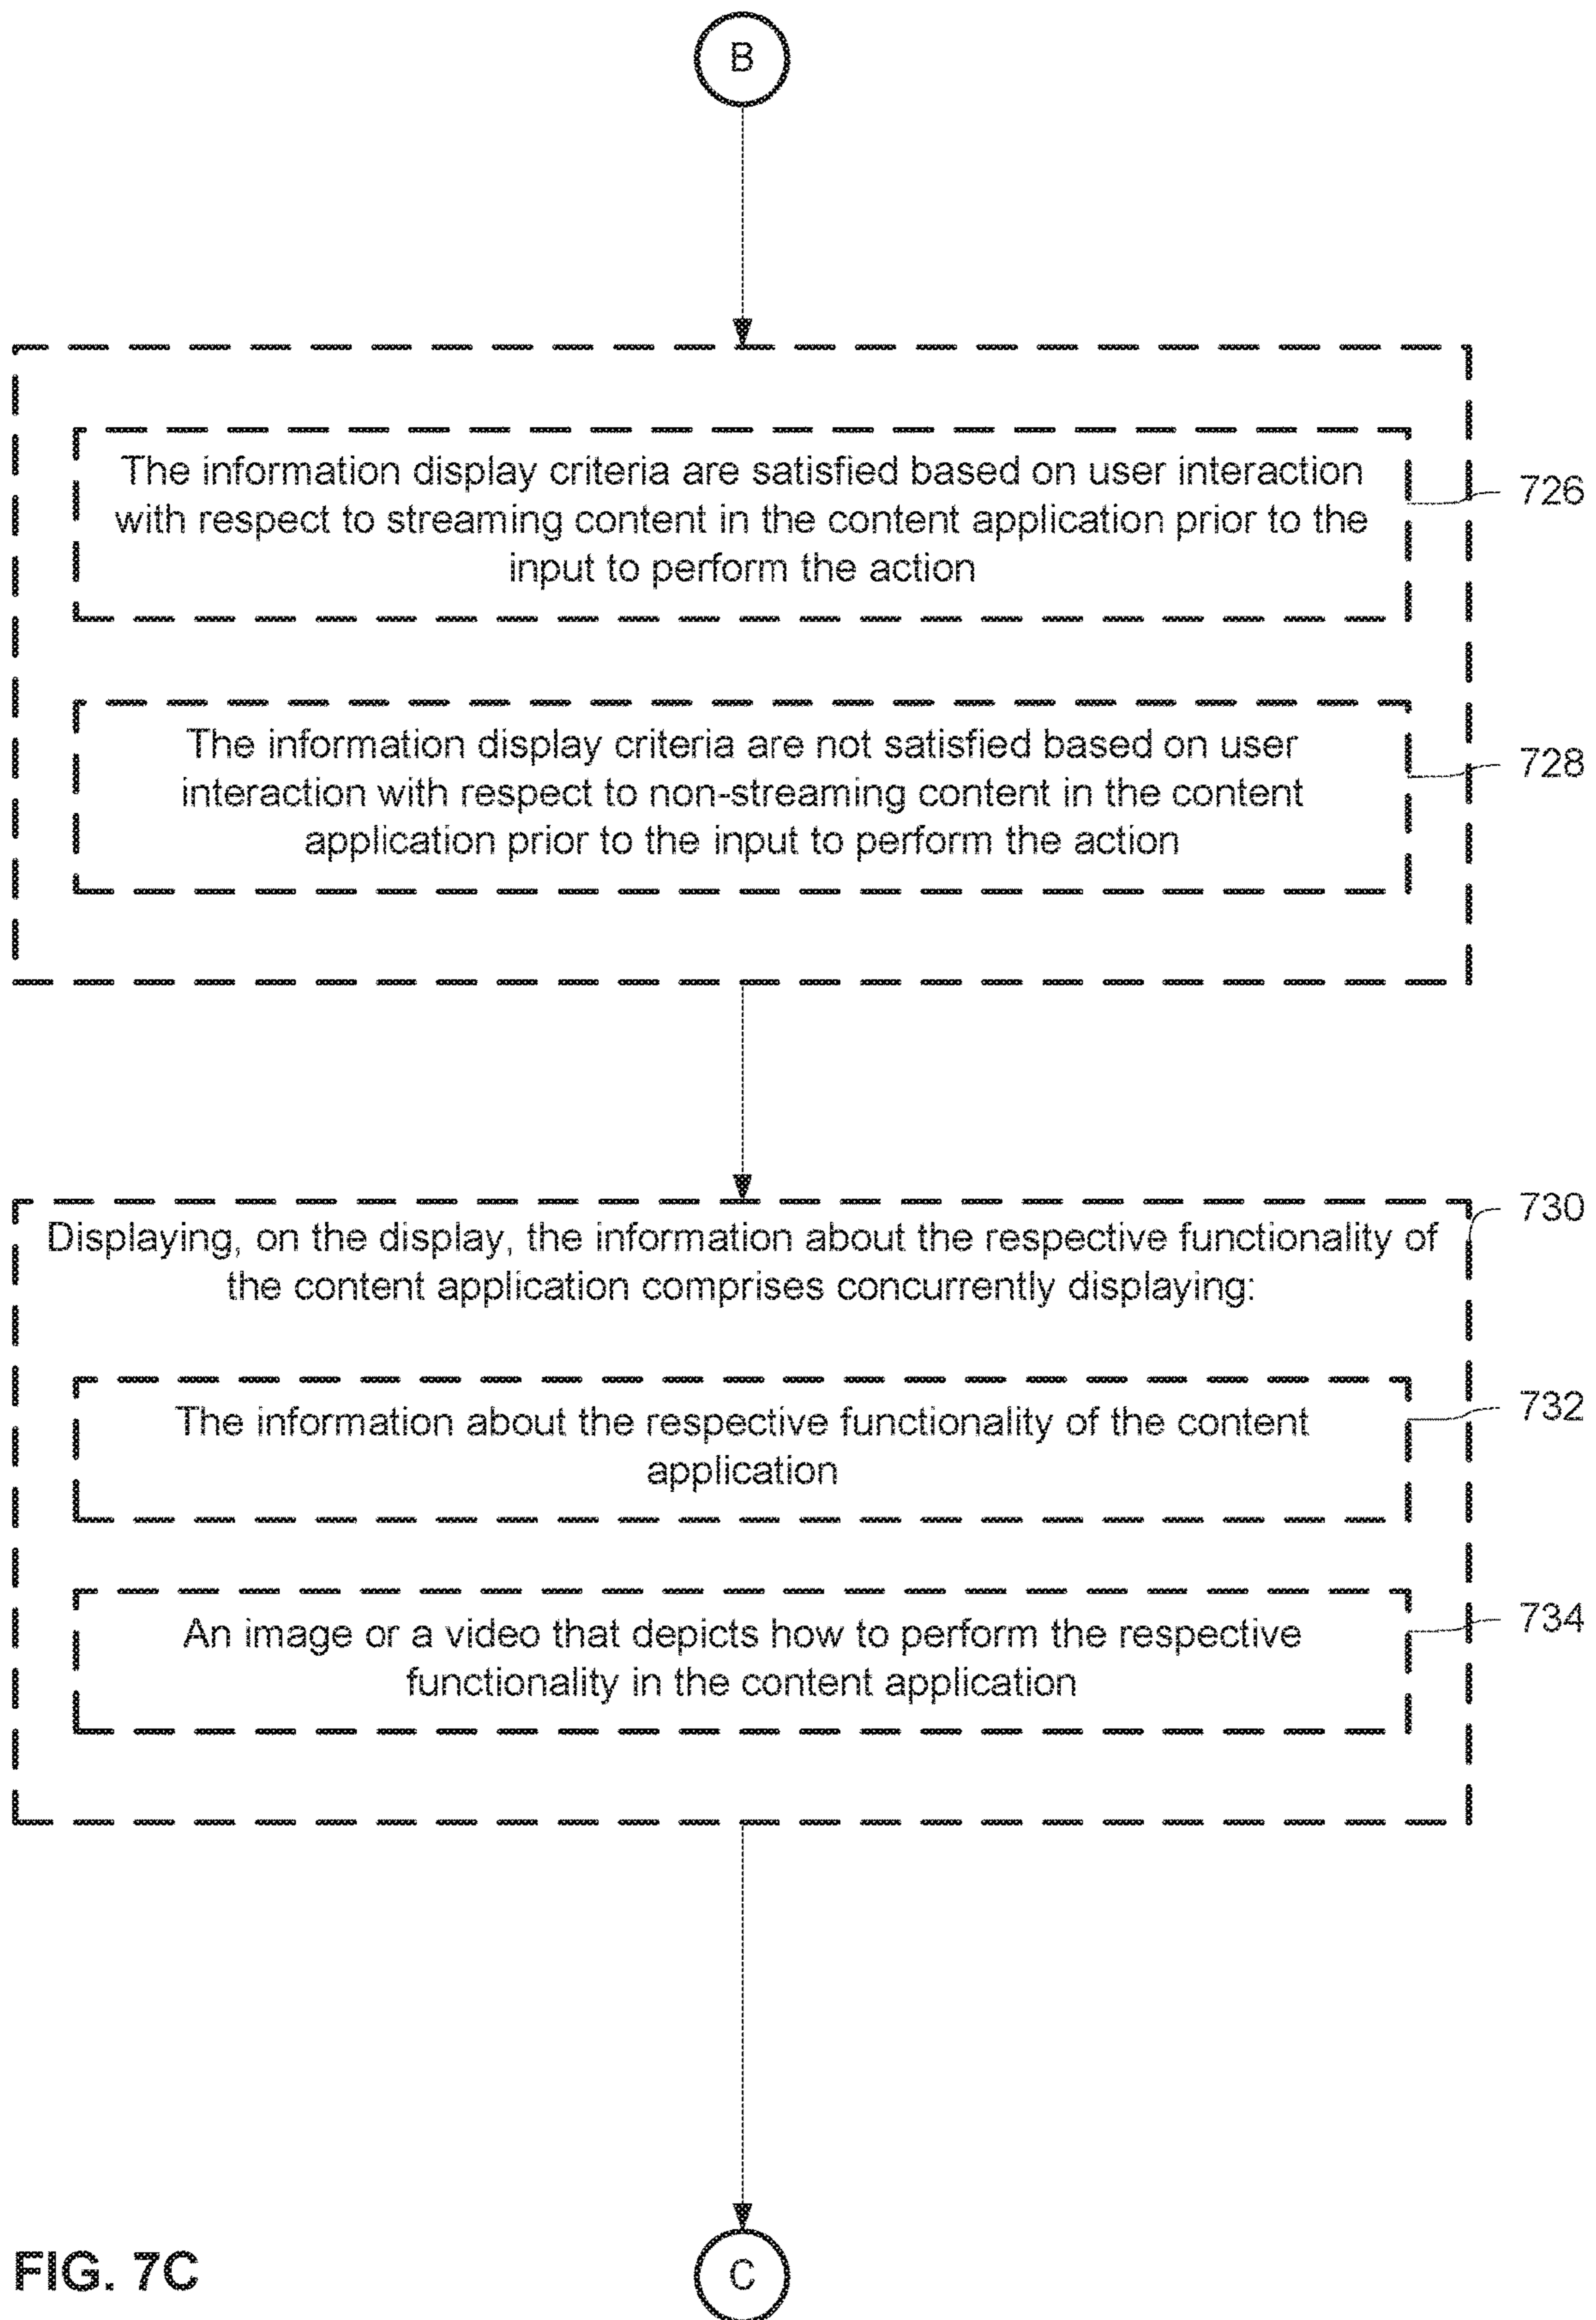 B
The information display criteria are satisfied based on user interaction
with respect to streaming content in the content application prior to the
input to perform the action
726
The information display criteria are not satisfied based on user
interaction with respect to non-streaming content in the content
application prior to the input to perform the action
728
730
Displaying, on the display, the information about the respective functionality of
the content application comprises concurrently displaying:
The information about the respective functionality of the content
application
732
An image or a video that depicts how to perform the respective
functionality in the content application
734
FIG. 7C
C